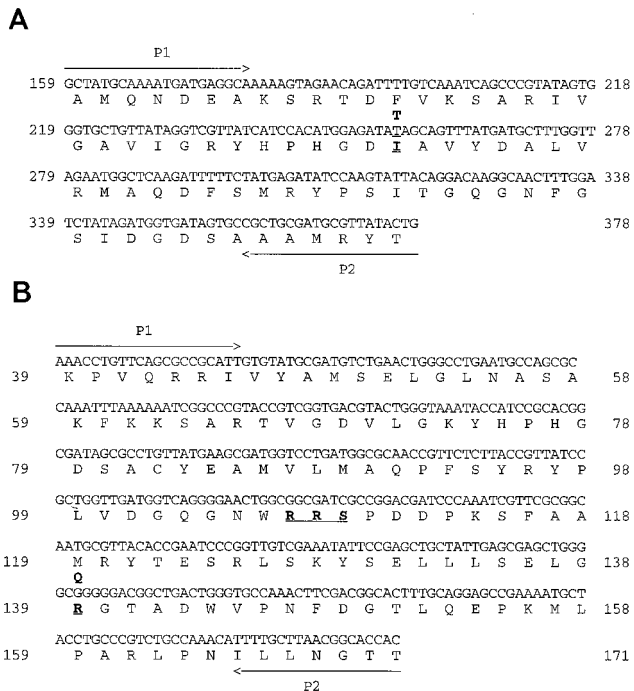 A
P1
159 GCTATGCAAAATGATGAGGCAAAAAGTAGAACAGATTTTGTCAAATCAGCCCGTATAGTG 218
A M Q N D E A K S R T D F V K S A R I V
T
219 GGTGCTGTTATAGGTCGTTATCATCCACATGGAGATATAGCAGTTTATGATGCTTTGGTT 278
G A V I G R Y H P H G D I A V Y D A L V
279 AGAATGGCTCAAGATTTTTCTATGAGATATCCAAGTATTACAGGACAAGGCAACTTTGGA 338
R M A Q D F S M R Y P S I T G Q G N F G
339 TCTATAGATGGTGATAGTGCCGCTGCGATGCGTTATACTG 378
S I D G D S A A A M R Y T
P2
B
P1
AAACCTGTTCAGCGCCGCATTGTGTATGCGATGTCTGAACTGGGCCTGAATGCCAGCGC
39 K P V Q R R I V Y A M S E L G L N A S A 58
CAAATTTAAAAAATCGGCCCGTACCGTCGGTGACGTACTGGGTAAATACCATCCGCACGG
59 K F K K S A R T V G D V L G K Y H P H G 78
CGATAGCGCCTGTTATGAAGCGATGGTCCTGATGGCGCAACCGTTCTCTTACCGTTATCC
79 D S A C Y E A M V L M A Q P F S Y R Y P 98
GCTGGTTGATGGTCAGGGGAACTGGCGGCGATCGCCGGACGATCCCAAATCGTTCGCGGC
99 L V D G Q G N W R R S P D D P K S F A A 118
AATGCGTTACACCGAATCCCGGTTGTCGAAATATTCCGAGCTGCTATTGAGCGAGCTGGG
119 M R Y T E S R L S K Y S E L L L S E L G 138
Q
GCGGGGGACGGCTGACTGGGTGCCAAACTTCGACGGCACTTTGCAGGAGCCGAAAATGCT
139 R G T A D W V P N F D G T L Q E P K M L 158
ACCTGCCCGTCTGCCAAACATTTTGCTTAACGGCACCAC
159 P A R L P N I L L N G T T 171
P2